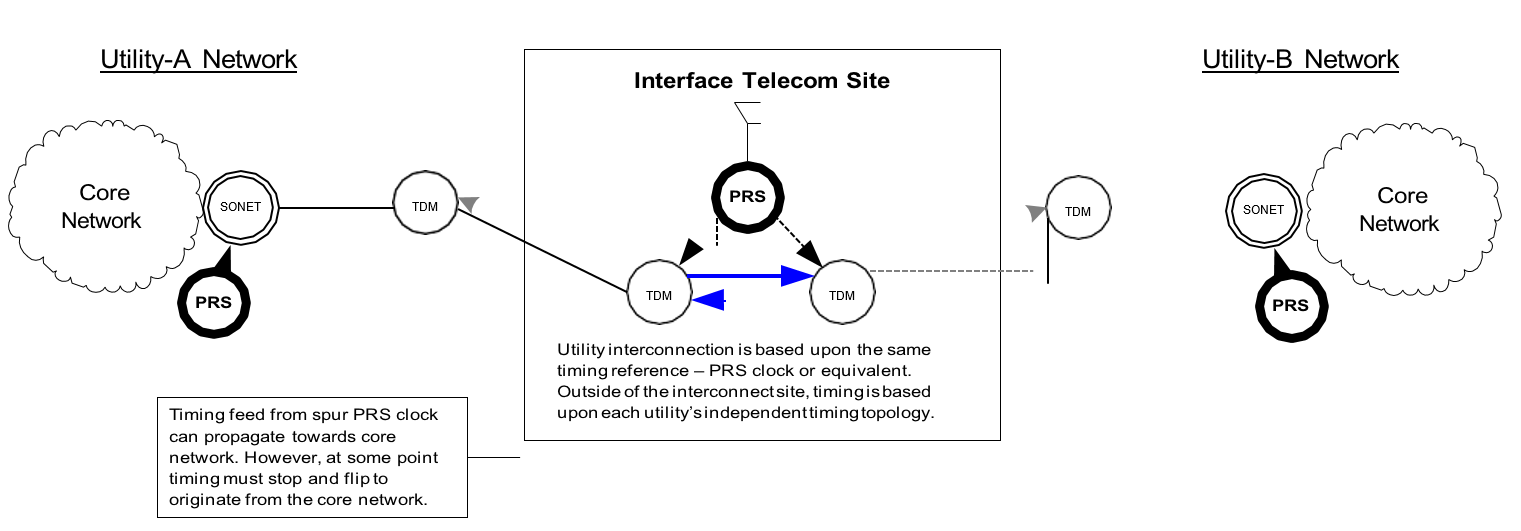 Utility-A Network
Utility-B Network
Interface Telecom Site
Core
Network
SONET
TDM
PRS
TDM
SONET
Core
Network
PRS
TDM
TDM
PRS
Utility interconnection is based upon the same
timing reference – PRS clock or equivalent.
Outside of the interconnect site, timing is based
upon each utility's independent timing topology.
Timing feed from spur PRS clock
can propagate towards core
network. However, at some point
timing must stop and flip to
originate from the core network.